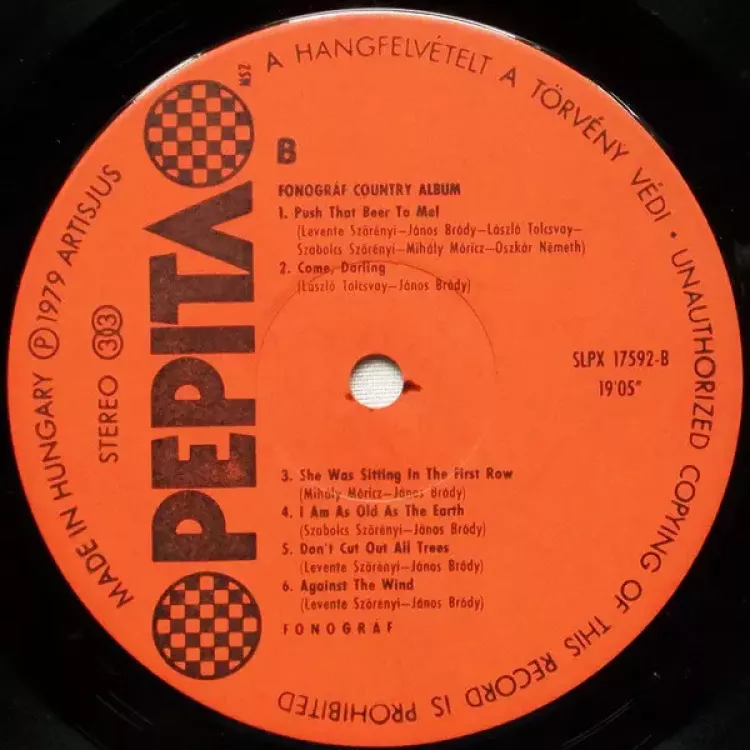 A HANGFELVÉTELT A TÖRVÉNY VÉDI • UNAUTHORIZED COPYING OF THIS RECORD IS PROHIBITED
MADE IN HUNGARY Ⓟ 1979 ARTISJUS
STEREO 33
PEPITA
MSZ
B
FONOGRÁF COUNTRY ALBUM
1. Push That Beer To Me!
(Levente Szörényi–János Bródy–László Tolcsvay–
Szabolcs Szörényi–Mihály Móricz–Oszkár Németh)
2. Come, Darling
(László Tolcsvay–János Bródy)
SLPX 17592-B
19'05"
3. She Was Sitting In The First Row
(Mihály Móricz–János Bródy)
4. I Am As Old As The Earth
(Szabolcs Szörényi–János Bródy)
5. Don't Cut Out All Trees
(Levente Szörényi–János Bródy)
6. Against The Wind
(Levente Szörényi–János Bródy)
FONOGRÁF